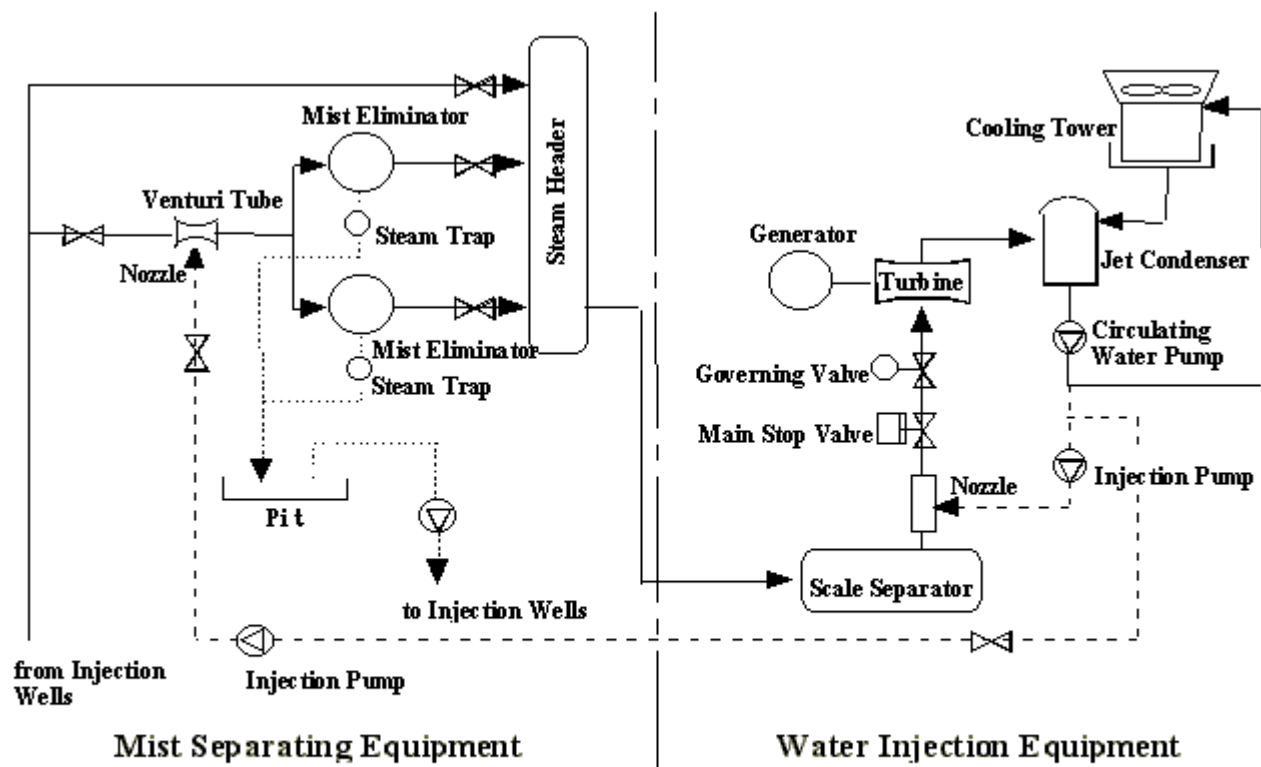 Mist Eliminator
Venturi Tube
Steam Trap
Nozzle
Mist Eliminator
Steam Trap
Steam Header
Pit
to Injection Wells
from Injection
Wells
Injection Pump
Mist Separating Equipment
Cooling Tower
Generator
Turbine
Jet Condenser
Circulating
Water Pump
Governing Valve
Main Stop Valve
Nozzle
Injection Pump
Scale Separator
Water Injection Equipment